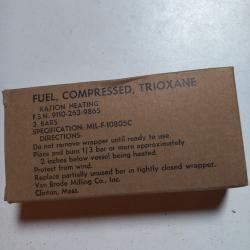 FUEL, COMPRESSED, TRIOXANE
RATION HEATING
F.S.N. 9110-263-9865
3 BARS
SPECIFICATION: MIL-F-10805C
DIRECTIONS:
Do not remove wrapper until ready to use.
Place and burn 1/3 bar or more approximately
2 inches below vessel being heated.
Protect from wind.
Replace partially unused bar in tightly closed wrapper.
Van Brode Milling Co., Inc.
Clinton, Mass.